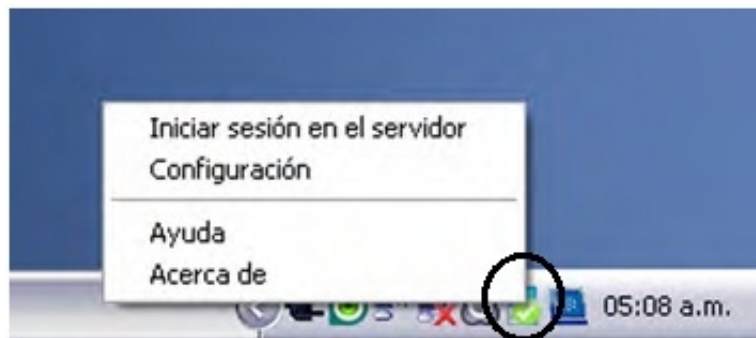 Iniciar sesión en el servidor
Configuración
Ayuda
Acerca de
05:08 a.m.